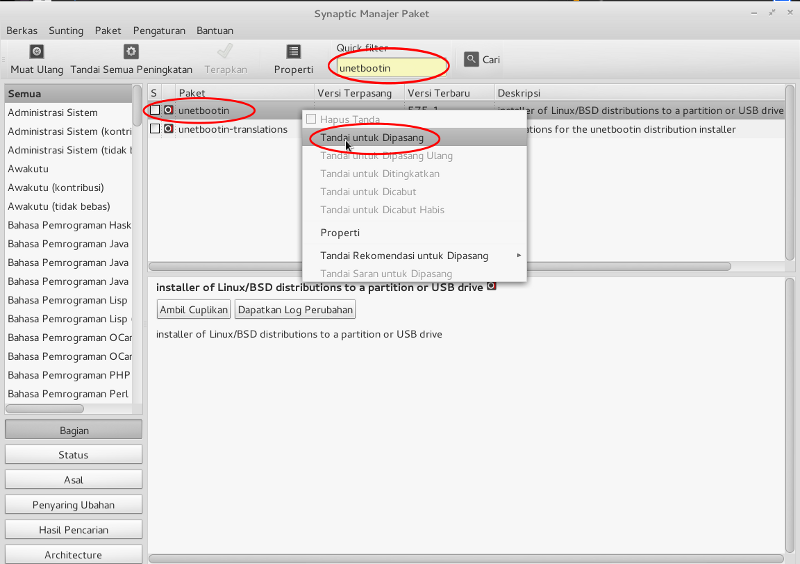 Synaptic Manajer Paket
Berkas Sunting Paket Pengaturan Bantuan
Muat Ulang Tandai Semua Peningkatan Terapkan Properti
Quick filter
unetbootin
Cari
Semua
Administrasi Sistem
Administrasi Sistem (kontri
Administrasi Sistem (tidak b
Awakutu
Awakutu (kontribusi)
Awakutu (tidak bebas)
Bahasa Pemrograman Hask
Bahasa Pemrograman Java
Bahasa Pemrograman Java
Bahasa Pemrograman Java
Bahasa Pemrograman Lisp
Bahasa Pemrograman Lisp
Bahasa Pemrograman OCar
Bahasa Pemrograman OCar
Bahasa Pemrograman PHP
Bahasa Pemrograman Perl
Bagian
Status
Asal
Penyaring Ubahan
Hasil Pencarian
Architecture
S Paket Versi Terpasang Versi Terbaru Deskripsi
unetbootin installer of Linux/BSD distributions to a partition or USB drive
unetbootin-translations ations for the unetbootin distribution installer
Hapus Tanda
Tandai untuk Dipasang
Tandai untuk Dipasang Ulang
Tandai untuk Ditingkatkan
Tandai untuk Dicabut
Tandai untuk Dicabut Habis
Properti
Tandai Rekomendasi untuk Dipasang
Tandai Saran untuk Dipasang
installer of Linux/BSD distributions to a partition or USB drive
Ambil Cuplikan Dapatkan Log Perubahan
installer of Linux/BSD distributions to a partition or USB drive